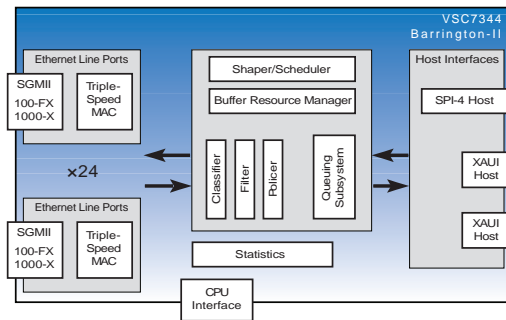 VSC7344
Barrington-II
Ethernet Line Ports
SGMII
100-FX
1000-X
Triple-
Speed
MAC
×24
Ethernet Line Ports
SGMII
100-FX
1000-X
Triple-
Speed
MAC
Shaper/Scheduler
Buffer Resource Manager
Classifier
Filter
Policer
Queuing
Subsystem
Statistics
CPU
Interface
Host Interfaces
SPI-4 Host
XAUI
Host
XAUI
Host